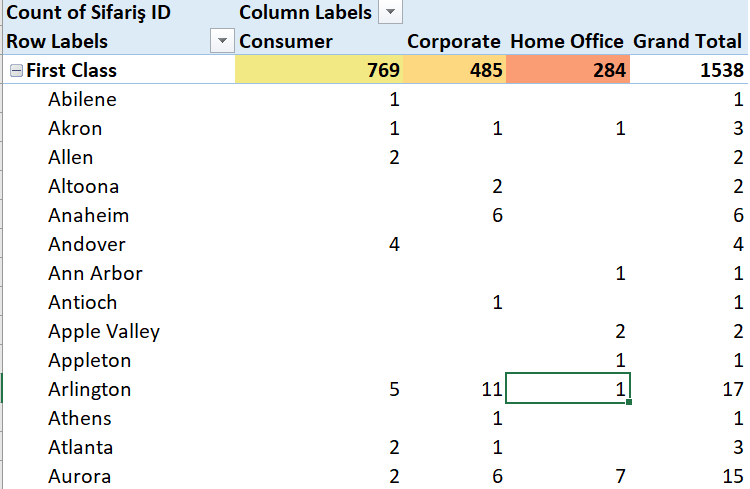 Count of Sifariş ID Column Labels
Row Labels Consumer Corporate Home Office Grand Total
First Class 769 485 284 1538
Abilene 1 1
Akron 1 1 1 3
Allen 2 2
Altoona 2 2
Anaheim 6 6
Andover 4 4
Ann Arbor 1 1
Antioch 1 1
Apple Valley 2 2
Appleton 1 1
Arlington 5 11 1 17
Athens 1 1
Atlanta 2 1 3
Aurora 2 6 7 15